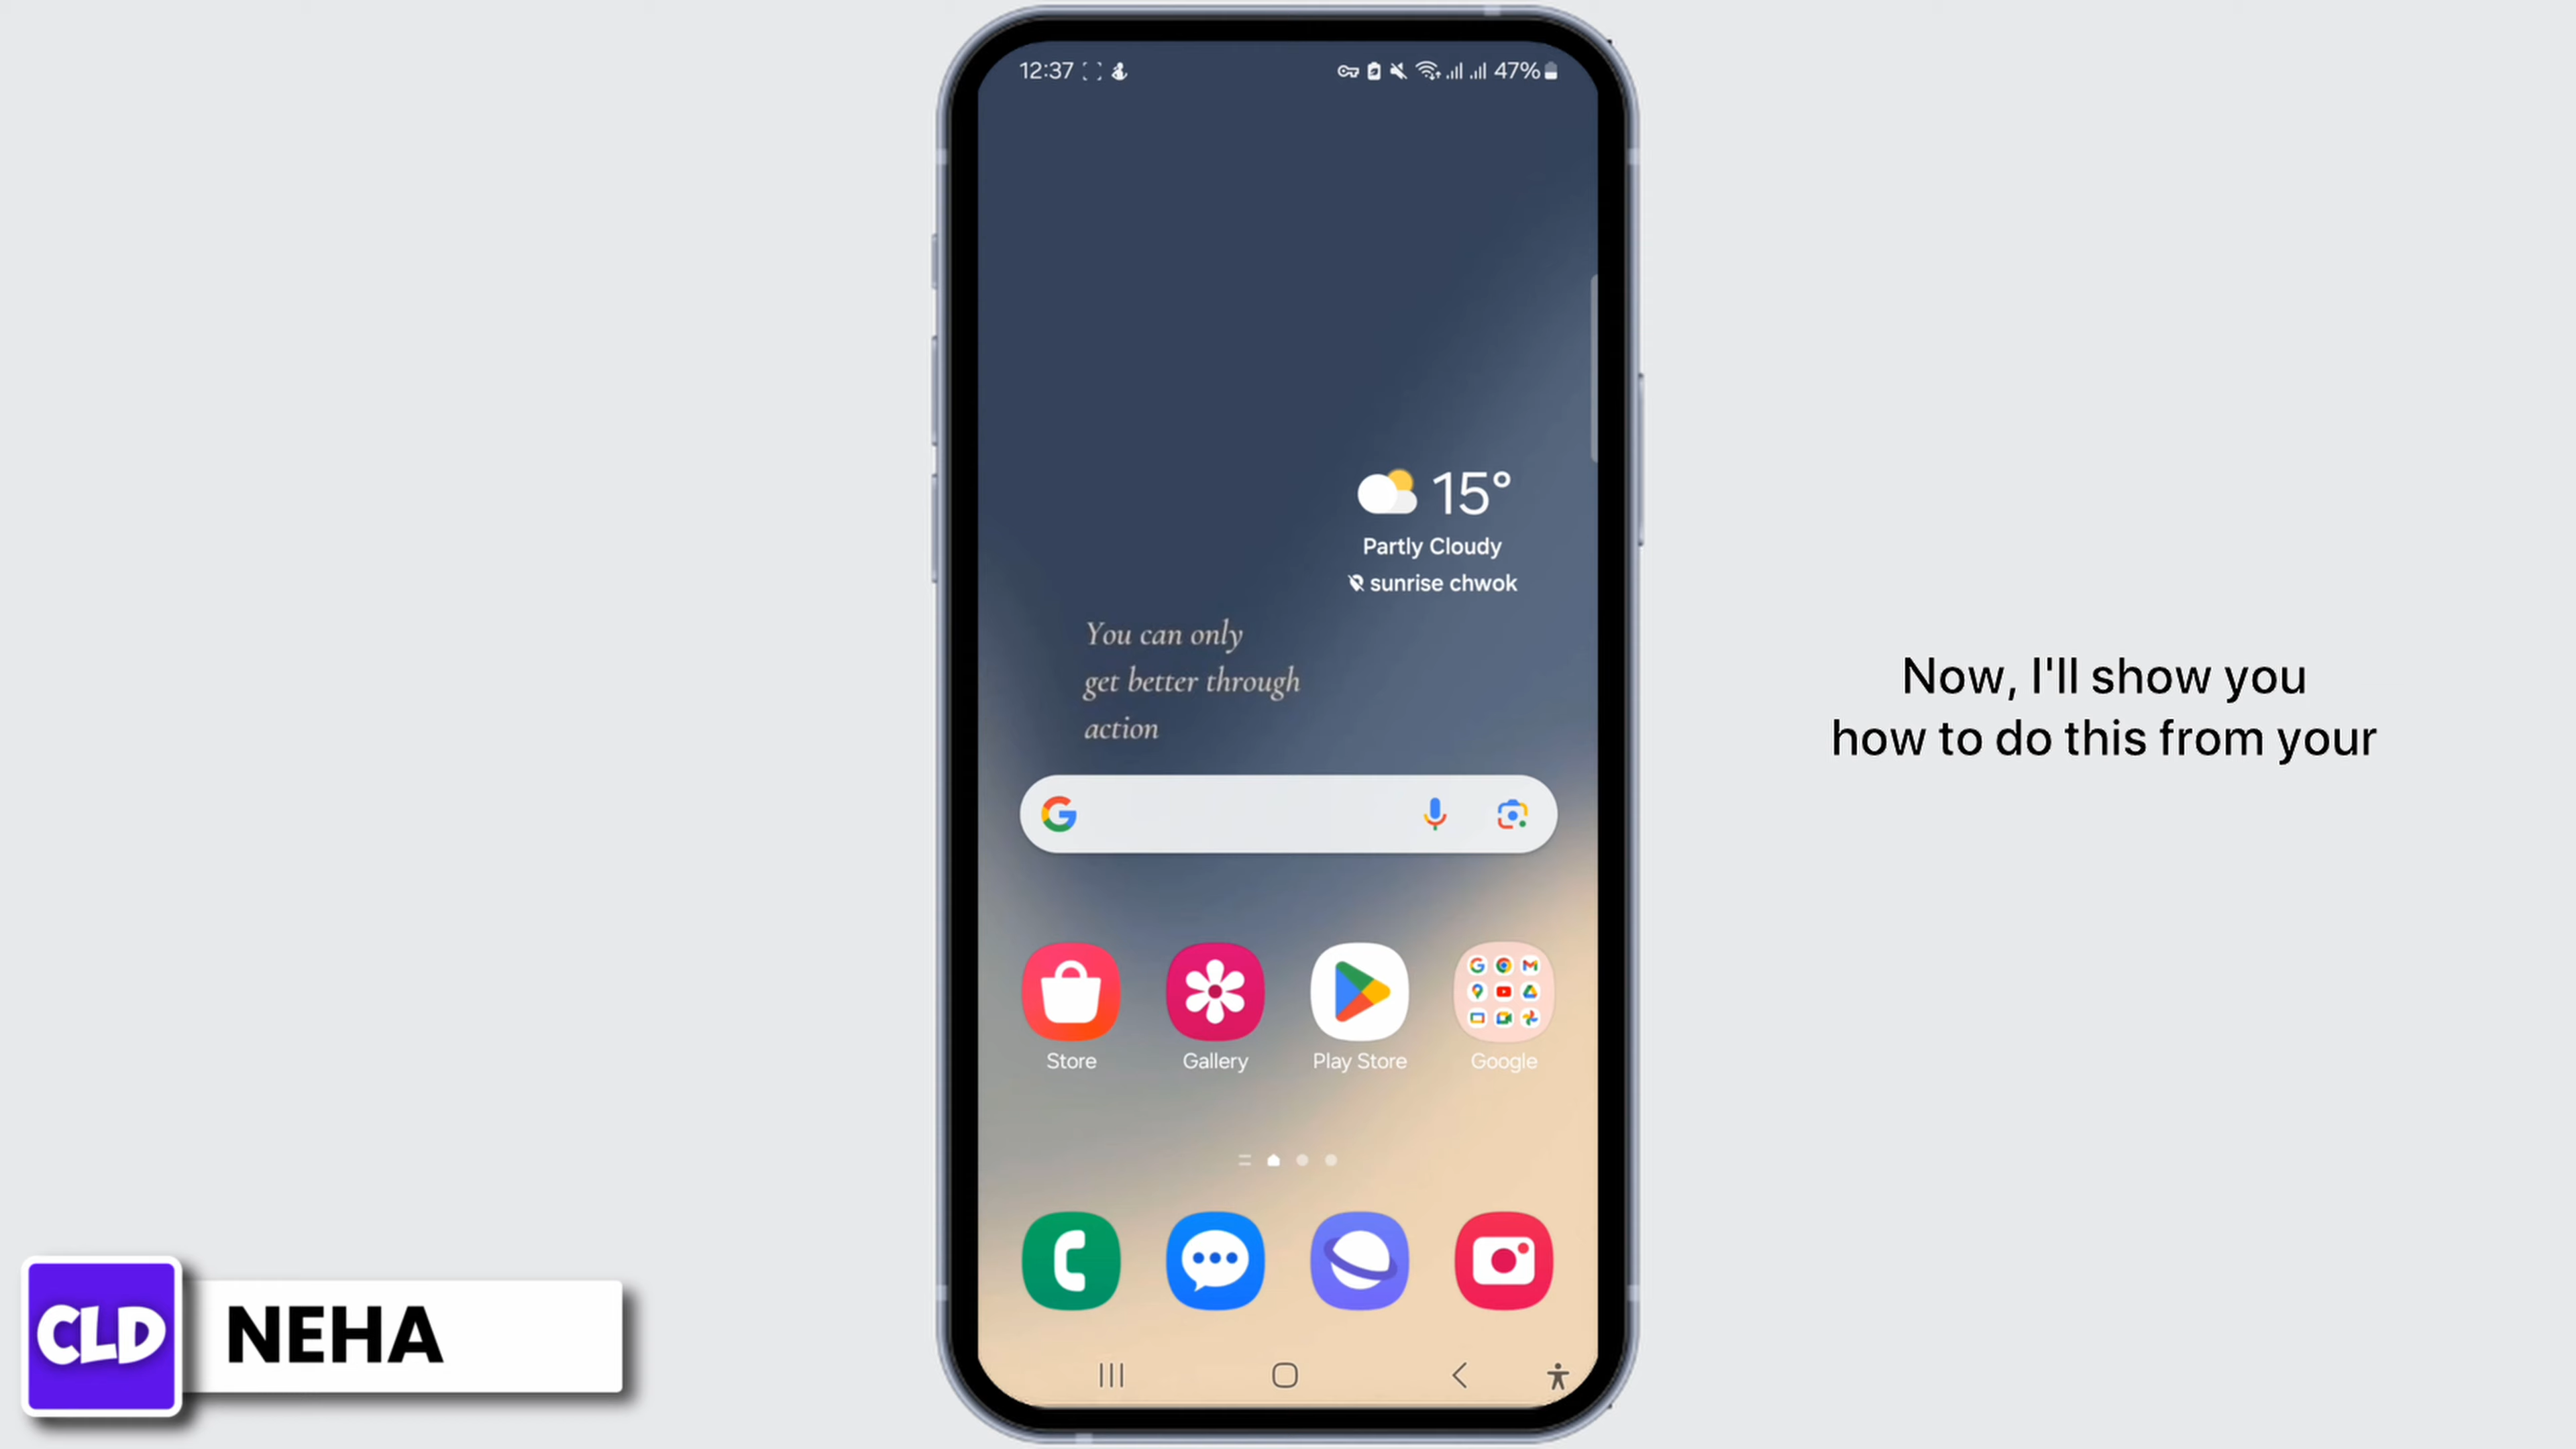 12:37
47%
15°
Partly Cloudy
sunrise chwok
You can only
get better through
action
Store
Gallery
Play Store
Google
Now, I'll show you
how to do this from your
CLD
NEHA